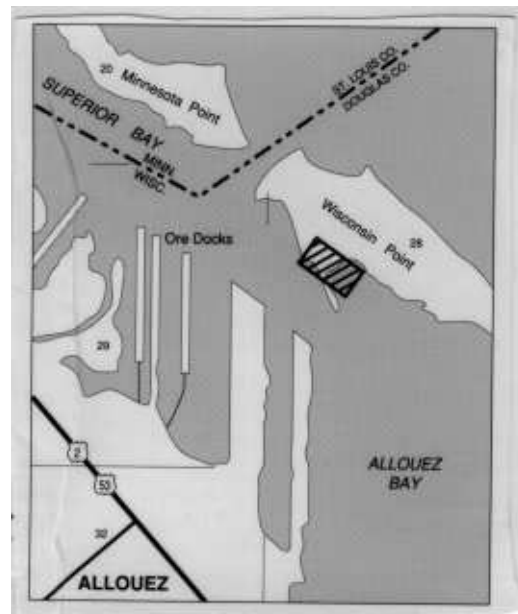 20
Minnesota Point
SUPERIOR BAY
ST. LOUIS CO.
DOUGLAS CO.
MINN.
WISC.
Wisconsin Point
28
Ore Docks
29
2
53
32
ALLOUEZ
BAY
ALLOUEZ